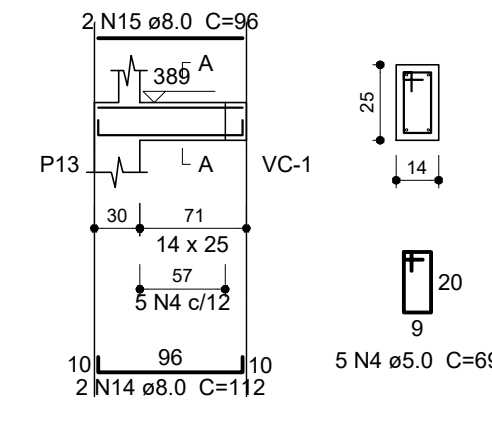 2 N15 ø8.0 C=96
A
389
25
P13
A
VC-1
14
30
71
14 x 25
57
5 N4 c/12
20
9
10
96
10
5 N4 ø5.0 C=69
2 N14 ø8.0 C=112